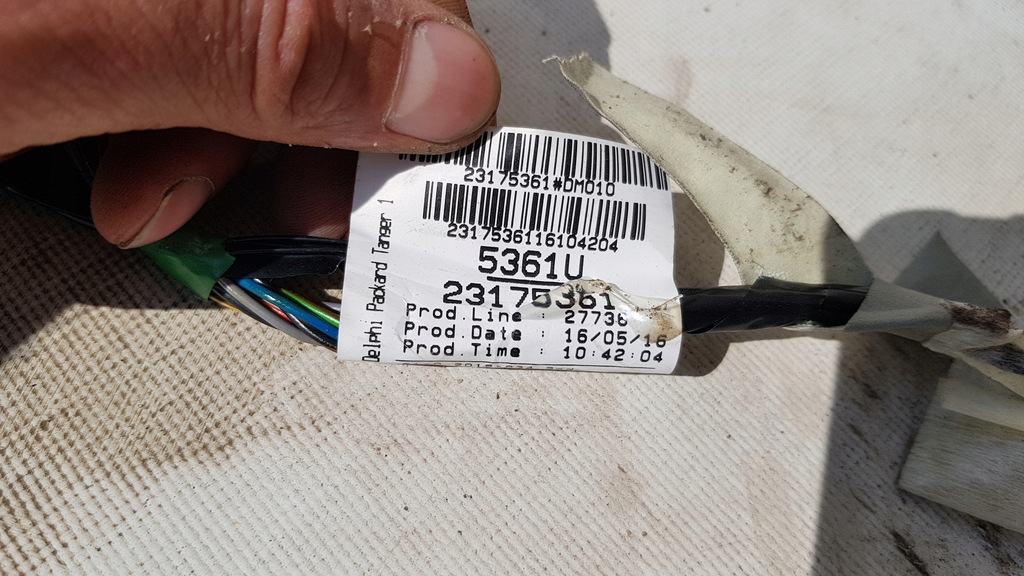 23175361#DM010
2317536116104204
5361U
23175361
Prod.Line : 27736
Prod.Date : 16/05/16
Prod.Time : 10:42:04
Delphi Packard Tanger 1